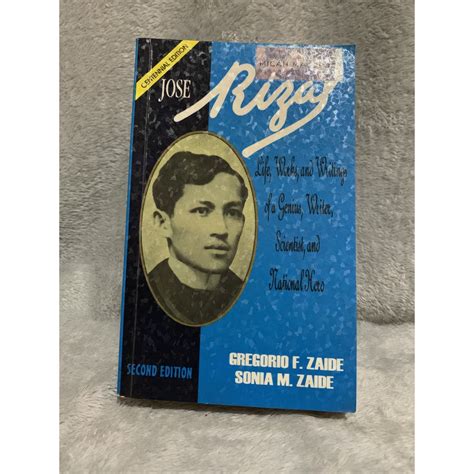 CENTENNIAL EDITION
JOSE
Rizal
Life, Works, and Writings
of a Genius, Writer,
Scientist, and
National Hero
SECOND EDITION
GREGORIO F. ZAIDE
SONIA M. ZAIDE